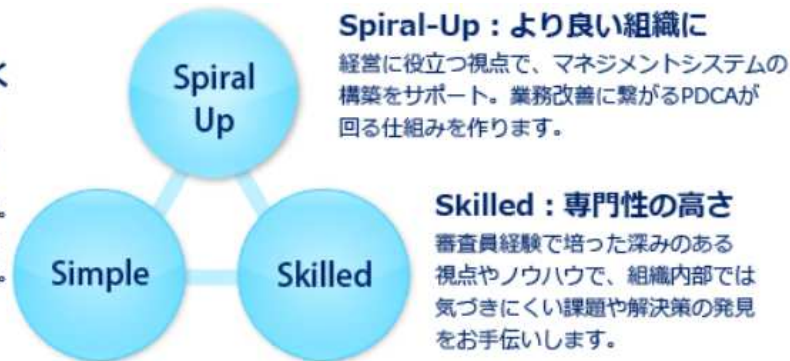 Spiral-Up：より良い組織に
経営に役立つ視点で、マネジメントシステムの
構築をサポート。業務改善に繋がるPDCAが
回る仕組みを作ります。
Spiral
Up
Skilled：専門性の高さ
審査員経験で培った深みのある
視点やノウハウで、組織内部では
気づきにくい課題や解決策の発見
をお手伝いします。
Simple
Skilled
く
。
。